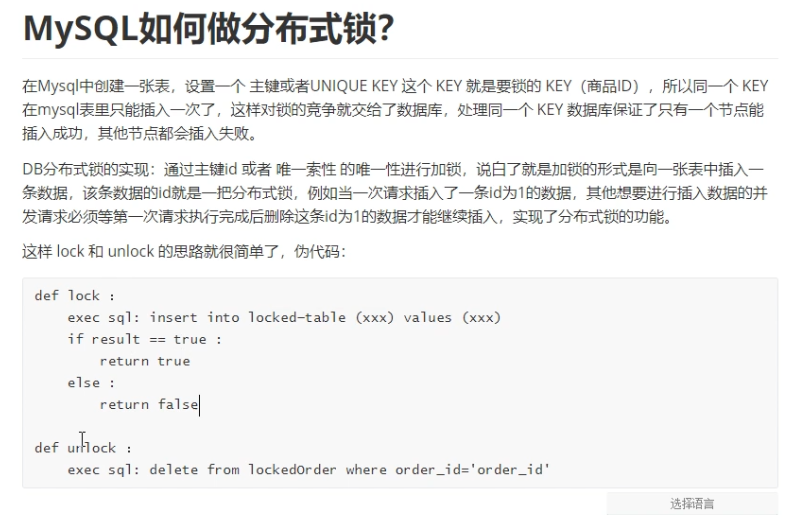 MySQL如何做分布式锁？
在Mysql中创建一张表，设置一个 主键或者UNIQUE KEY 这个 KEY 就是要锁的 KEY（商品ID），所以同一个 KEY
在mysql表里只能插入一次了，这样对锁的竞争就交给了数据库，处理同一个 KEY 数据库保证了只有一个节点能
插入成功，其他节点都会插入失败。
DB分布式锁的实现：通过主键id 或者 唯一索性 的唯一性进行加锁，说白了就是加锁的形式是向一张表中插入一
条数据，该条数据的id就是一把分布式锁，例如当一次请求插入了一条id为1的数据，其他想要进行插入数据的并
发请求必须等第一次请求执行完成后删除这条id为1的数据才能继续插入，实现了分布式锁的功能。
这样 lock 和 unlock 的思路就很简单了，伪代码：
def lock :
    exec sql: insert into locked-table (xxx) values (xxx)
    if result == true :
        return true
    else :
        return false
def unlock :
    exec sql: delete from lockedOrder where order_id='order_id'
选择语言